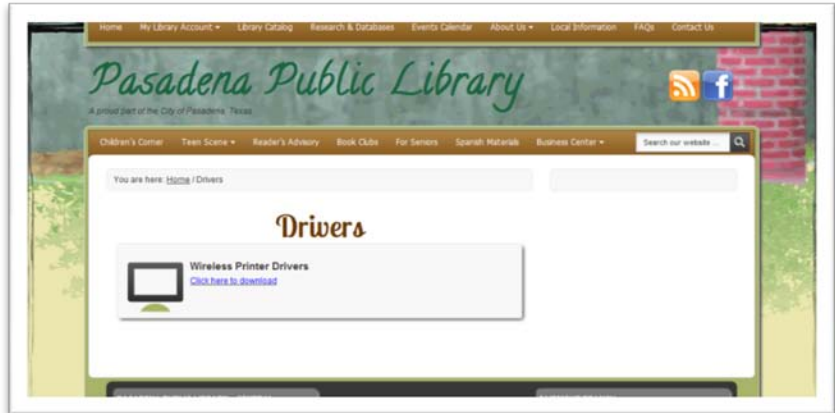 Home My Library Account Library Catalog Research & Databases Events Calendar About Us Local Information FAQs Contact Us
Pasadena Public Library
A proud part of the City of Pasadena, Texas
Children's Corner Teen Scene Reader's Advisory Book Clubs For Seniors Spanish Materials Business Center Search our website ...
You are here: Home / Drivers
Drivers
Wireless Printer Drivers
Click here to download